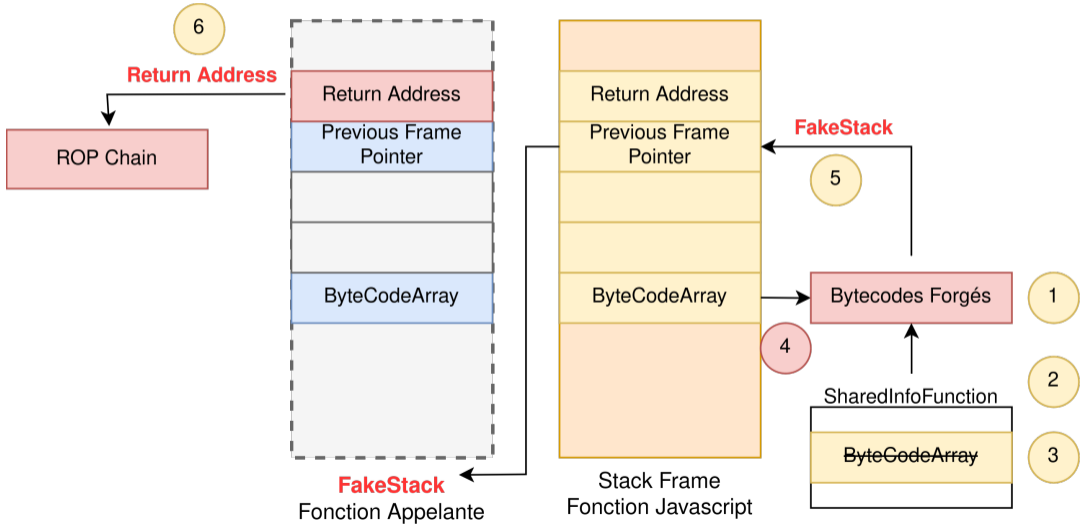 6
Return Address
Return Address
Return Address
ROP Chain
Previous Frame
Pointer
Previous Frame
Pointer
FakeStack
5
ByteCodeArray
ByteCodeArray
Bytecodes Forgés
1
4
2
SharedInfoFunction
ByteCodeArray
3
FakeStack
Fonction Appelante
Stack Frame
Fonction Javascript